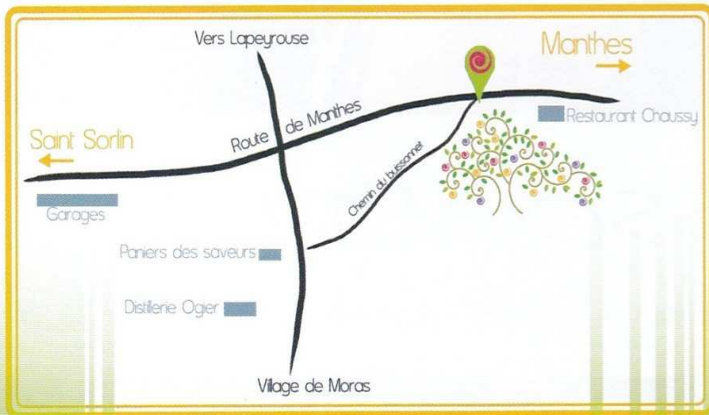 Vers Lapeyrouse
Manthes
Route de Manthes
Restaurant Chaussy
Saint Sorlin
Chemin du buissonnet
Garages
Paniers des saveurs
Distillerie Ogier
Village de Moras